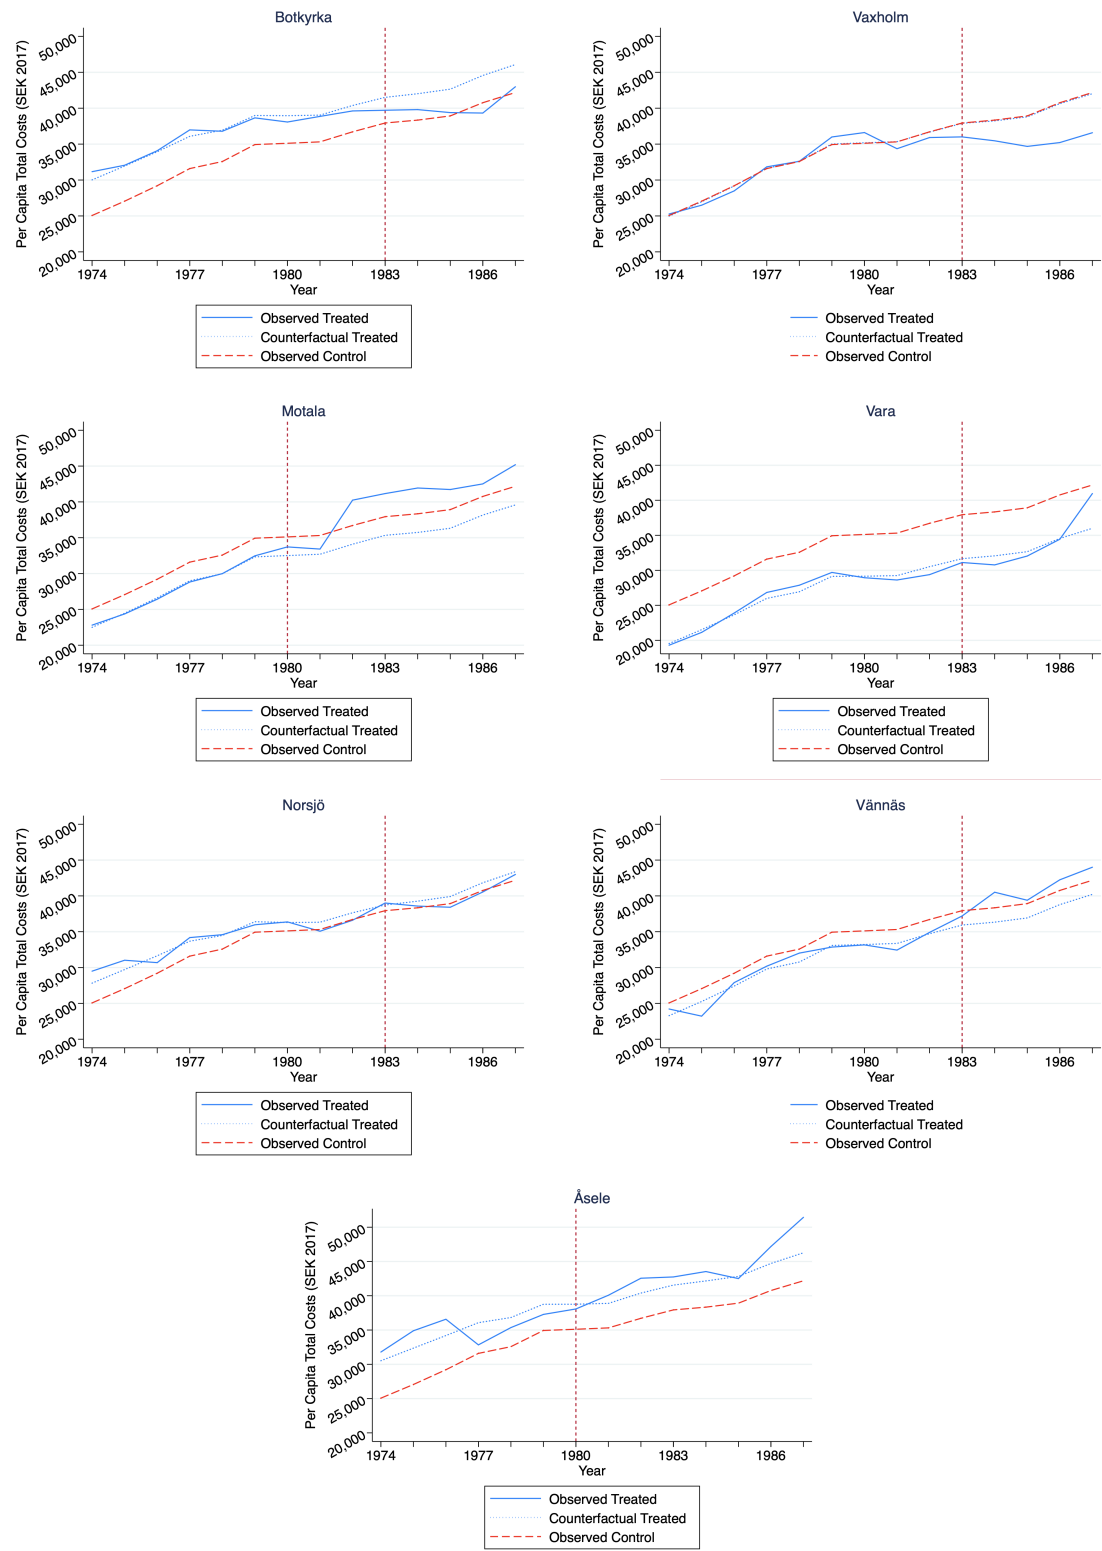 Botkyrka
Per Capita Total Costs (SEK 2017)
50,000
45,000
40,000
35,000
30,000
25,000
20,000
1974 1977 1980 1983 1986
Year
Observed Treated
Counterfactual Treated
Observed Control
Vaxholm
Per Capita Total Costs (SEK 2017)
50,000
45,000
40,000
35,000
30,000
25,000
20,000
1974 1977 1980 1983 1986
Year
Observed Treated
Counterfactual Treated
Observed Control
Motala
Per Capita Total Costs (SEK 2017)
50,000
45,000
40,000
35,000
30,000
25,000
20,000
1974 1977 1980 1983 1986
Year
Observed Treated
Counterfactual Treated
Observed Control
Vara
Per Capita Total Costs (SEK 2017)
50,000
45,000
40,000
35,000
30,000
25,000
20,000
1974 1977 1980 1983 1986
Year
Observed Treated
Counterfactual Treated
Observed Control
Norsjö
Per Capita Total Costs (SEK 2017)
50,000
45,000
40,000
35,000
30,000
25,000
20,000
1974 1977 1980 1983 1986
Year
Observed Treated
Counterfactual Treated
Observed Control
Vännäs
Per Capita Total Costs (SEK 2017)
50,000
45,000
40,000
35,000
30,000
25,000
20,000
1974 1977 1980 1983 1986
Year
Observed Treated
Counterfactual Treated
Observed Control
Åsele
Per Capita Total Costs (SEK 2017)
50,000
45,000
40,000
35,000
30,000
25,000
20,000
1974 1977 1980 1983 1986
Year
Observed Treated
Counterfactual Treated
Observed Control